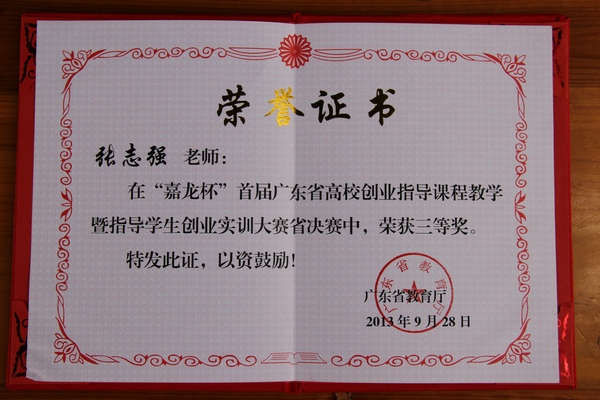 荣誉证书
张志强 老师：
在“嘉龙杯”首届广东省高校创业指导课程教学
暨指导学生创业实训大赛省决赛中，荣获三等奖。
特发此证，以资鼓励！
广东省教育厅
广东省教育厅
2013年9月28日